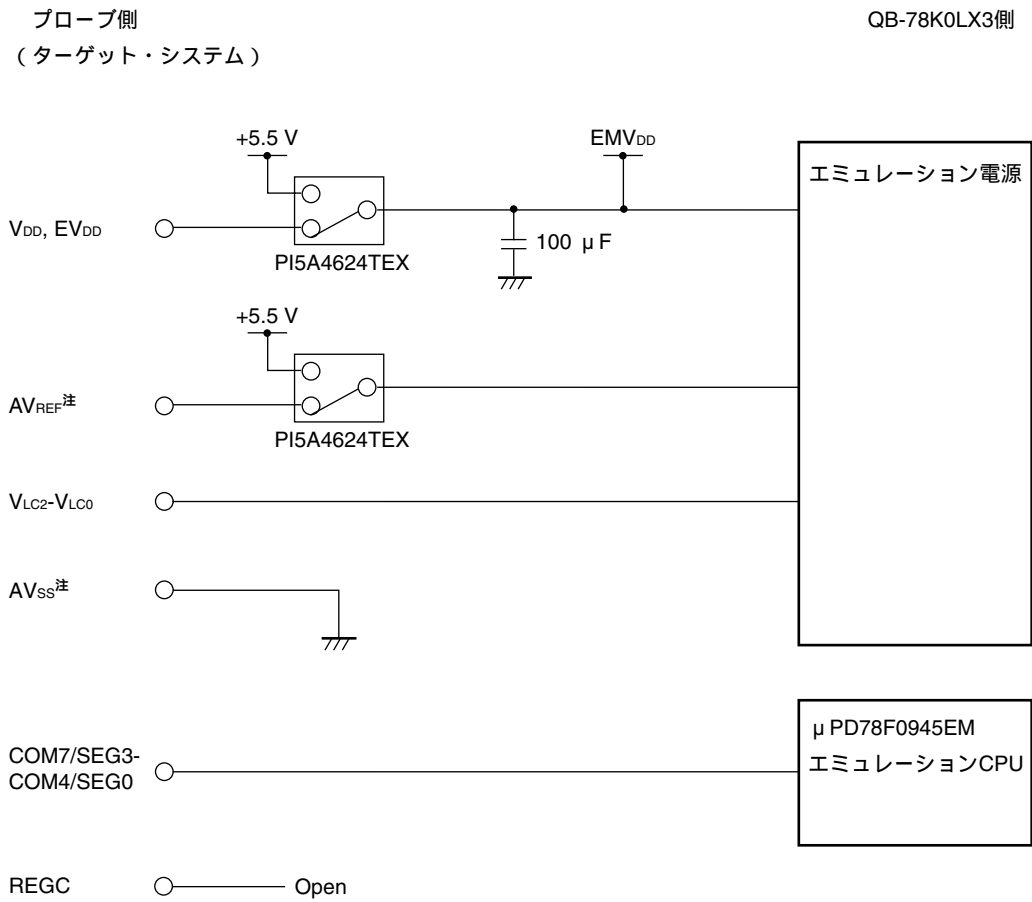 プローブ側
QB-78K0LX3側
(ターゲット・システム)
+5.5 V
EMVDD
エミュレーション電源
VDD, EVDD
100 μF
PI5A4624TEX
+5.5 V
AVREF注
PI5A4624TEX
VLC2-VLC0
AVSS注
μPD78F0945EM
COM7/SEG3-
エミュレーションCPU
COM4/SEG0
REGC
Open